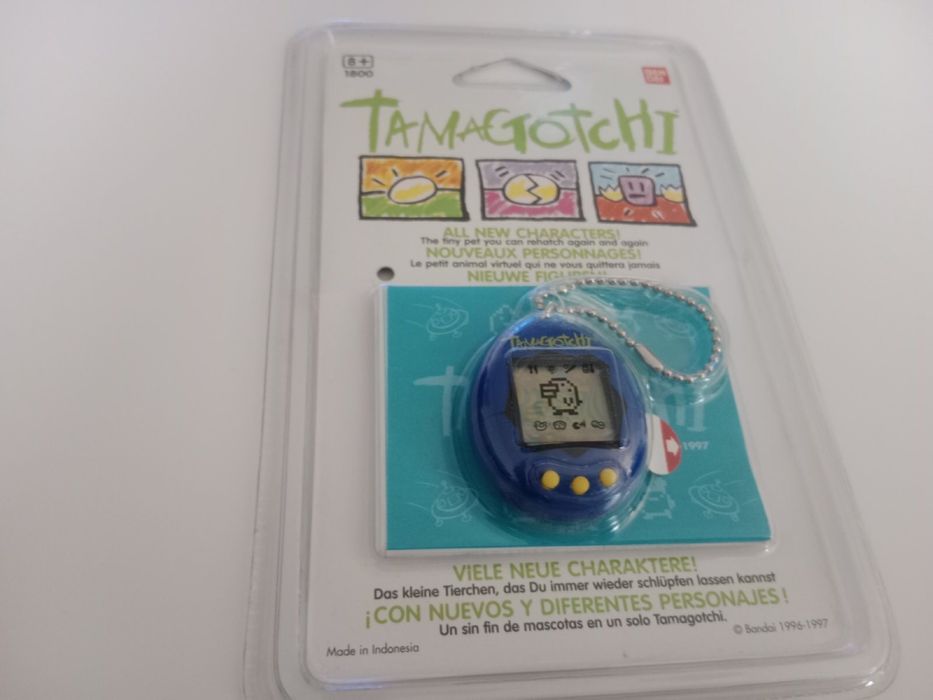 8+
1800
BAN
DAI
TAMAGOTCHI
ALL NEW CHARACTERS!
The tiny pet you can rehatch again and again
NOUVEAUX PERSONNAGES!
Le petit animal virtuel qui ne vous quittera jamais
NIEUWE FIGUREN!
TAMAGOTCHI
1997
VIELE NEUE CHARAKTERE!
Das kleine Tierchen, das Du immer wieder schlüpfen lassen kannst
¡CON NUEVOS Y DIFERENTES PERSONAJES!
Un sin fin de mascotas en un solo Tamagotchi.
© Bandai 1996-1997
Made in Indonesia